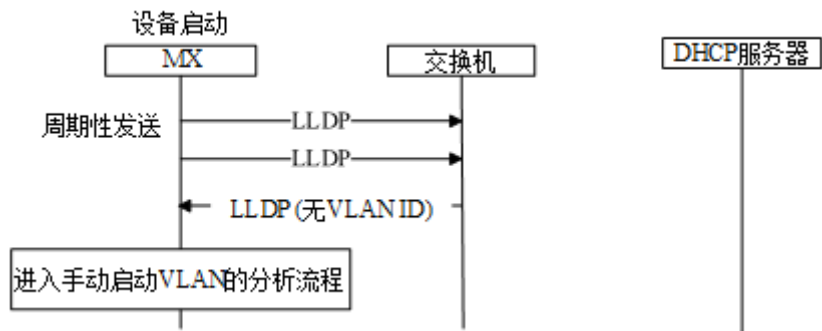 设备启动
MX
交换机
DHCP服务器
周期性发送
LLDP
LLDP
LLDP(无VLAN ID)
进入手动启动VLAN的分析流程